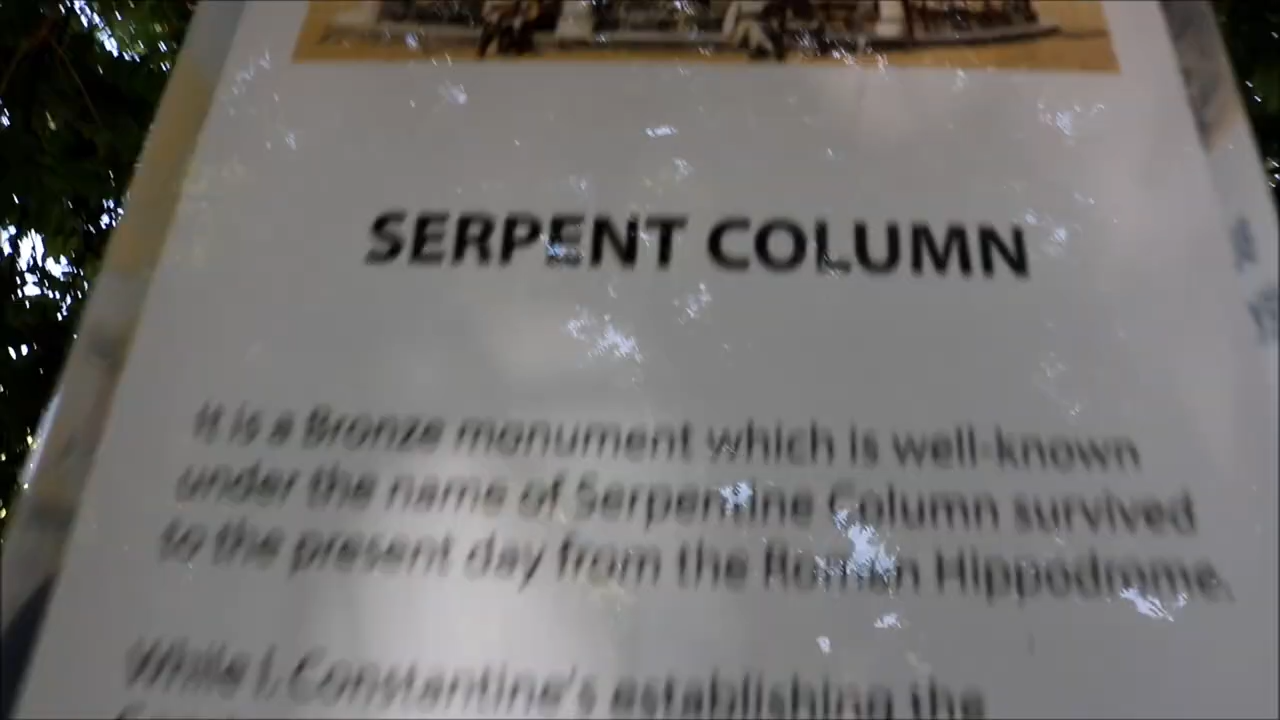 SERPENT COLUMN
It is a Bronze monument which is well-known
under the name of Serpentine Column survived
to the present day from the Roman Hippodrome.
While I.Constantine's establishing the